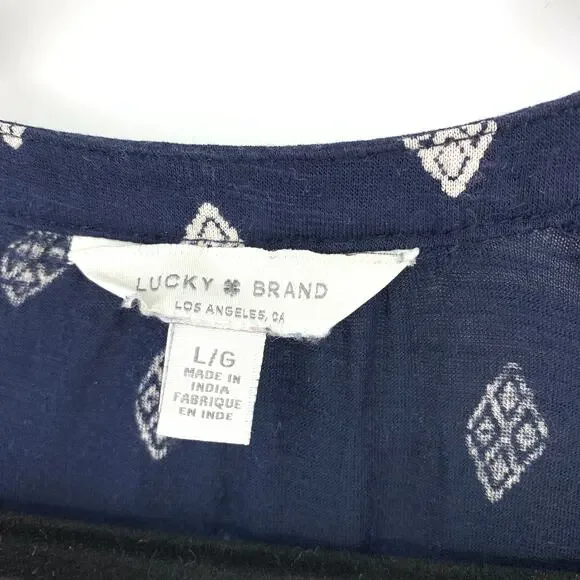 LUCKY BRAND
LOS ANGELES, CA
L/G
MADE IN
INDIA
FABRIQUE
EN INDE